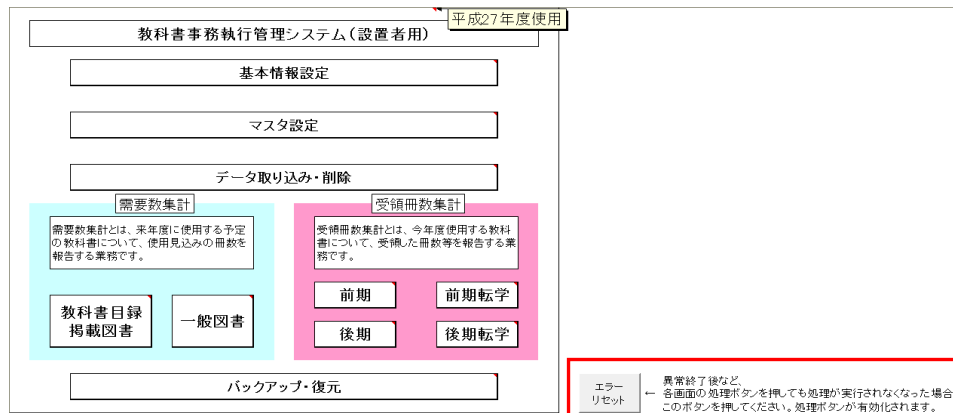 平成27年度使用
教科書事務執行管理システム(設置者用)
基本情報設定
マスタ設定
データ取り込み・削除
需要数集計
需要数集計とは、来年度に使用する予定
の教科書について、使用見込みの冊数を
報告する業務です。
教科書目録
掲載図書
一般図書
受領冊数集計
受領冊数集計とは、今年度使用する教科
書について、受領した冊数等を報告する業
務です。
前期
前期転学
後期
後期転学
バックアップ・復元
エラー
リセット
← 異常終了後など、
各画面の処理ボタンを押しても処理が実行されなくなった場合
このボタンを押してください。処理ボタンが有効化されます。